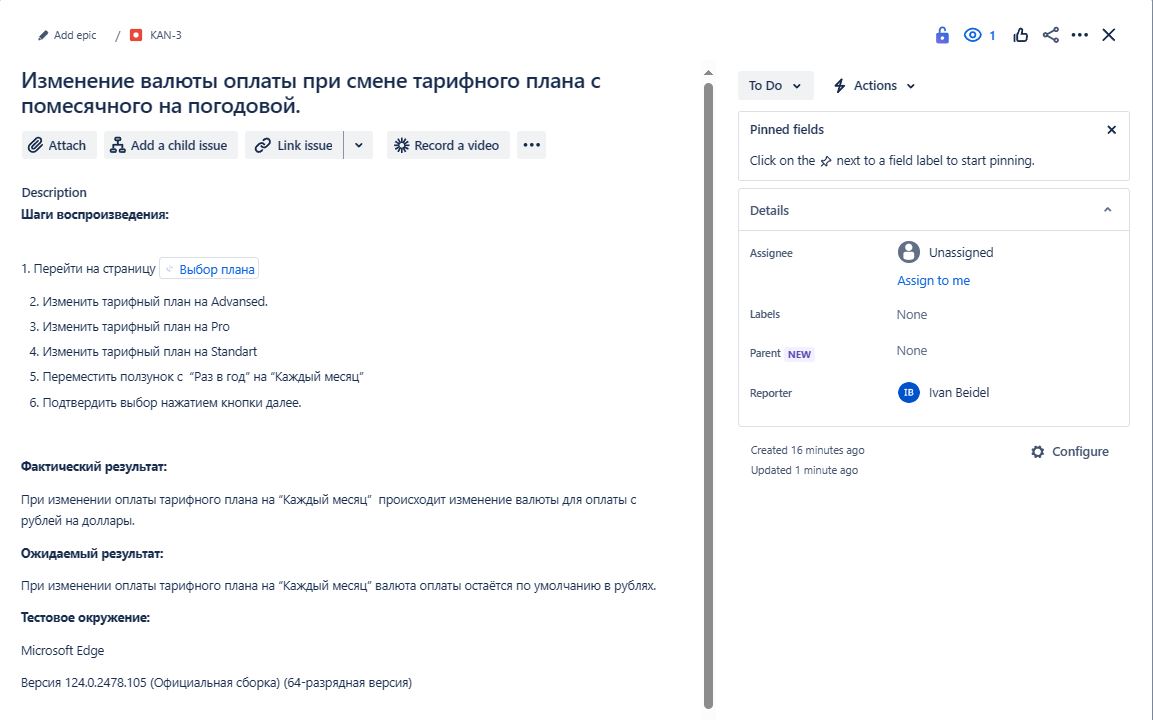 Add epic / KAN-3
1
Изменение валюты оплаты при смене тарифного плана с
помесячного на погодовой.
Attach Add a child issue Link issue Record a video
Description
Шаги воспроизведения:
1. Перейти на страницу Выбор плана
2. Изменить тарифный план на Advansed.
3. Изменить тарифный план на Pro
4. Изменить тарифный план на Standart
5. Переместить ползунок с “Раз в год” на “Каждый месяц”
6. Подтвердить выбор нажатием кнопки далее.
Фактический результат:
При изменении оплаты тарифного плана на “Каждый месяц” происходит изменение валюты для оплаты с
рублей на доллары.
Ожидаемый результат:
При изменении оплаты тарифного плана на “Каждый месяц” валюта оплаты остаётся по умолчанию в рублях.
Тестовое окружение:
Microsoft Edge
Версия 124.0.2478.105 (Официальная сборка) (64-разрядная версия)
To Do Actions
Pinned fields
Click on the next to a field label to start pinning.
Details
Assignee Unassigned
Assign to me
Labels None
Parent NEW None
Reporter IB Ivan Beidel
Created 16 minutes ago Configure
Updated 1 minute ago